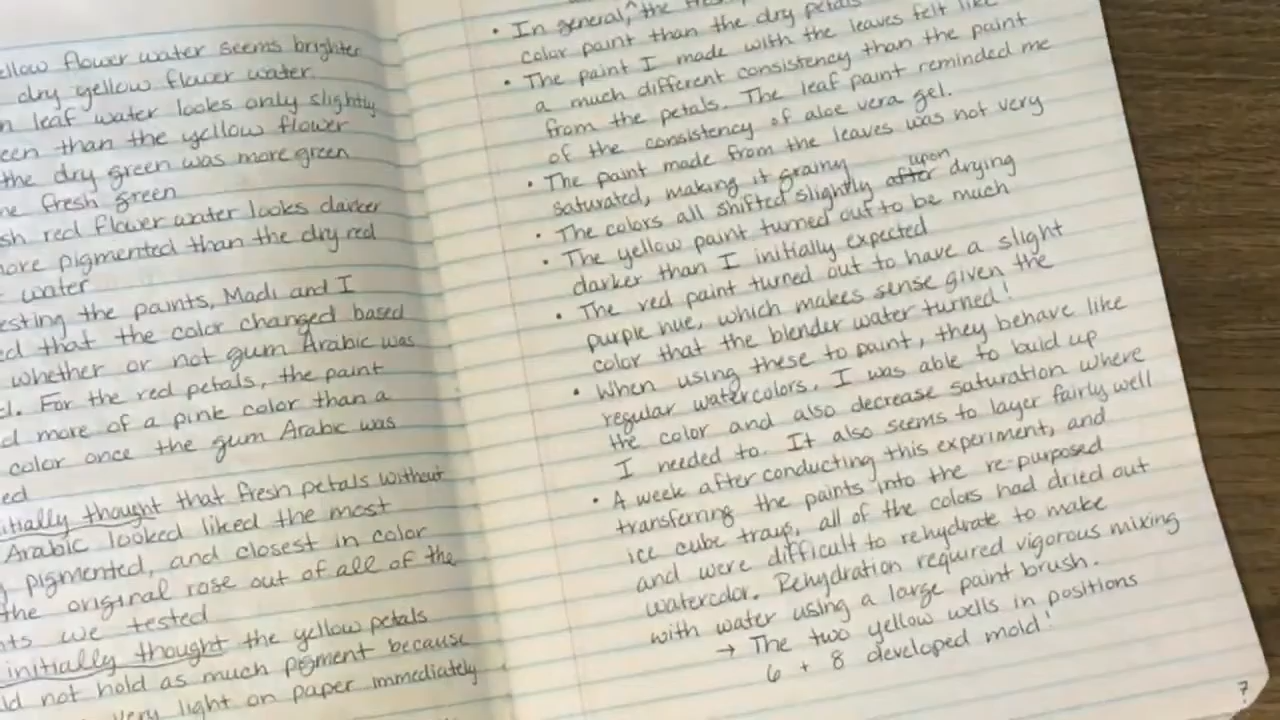 ellow flower water seems brighter
dry yellow flower water.
leaf water looks only slightly
een than the yellow flower
the dry green was more green
fresh green
sh red flower water looks darker
ore pigmented than the dry red
water
esting the paints, Madi and I
ed that the color changed based
whether or not gum Arabic was
d. For the red petals, the paint
d more of a pink color than a
color once the gum Arabic was
ed
itially thought that fresh petals without
Arabic looked liked the most
pigmented, and closest in color
the original rose out of all of the
nts we tested
initially thought the yellow petals
ld not hold as much pigment because
very light on paper immediately
• In general, the
color paint than the dry petals
• The paint I made with the leaves felt like
a much different consistency than the paint
from the petals. The leaf paint reminded me
of the consistency of aloe vera gel.
• The paint made from the leaves was not very
saturated, making it grainy
• The colors all shifted slightly after upon drying
• The yellow paint turned out to be much
darker than I initially expected
• The red paint turned out to have a slight
purple hue, which makes sense given the
color that the blender water turned!
• When using these to paint, they behave like
regular watercolors. I was able to build up
the color and also decrease saturation where
I needed to. It also seems to layer fairly well
• A week after conducting this experiment, and
transferring the paints into the re-purposed
ice cube trays, all of the colors had dried out
and were difficult to rehydrate to make
watercolor. Rehydration required vigorous mixing
with water using a large paint brush.
→ The two yellow wells in positions
6 + 8 developed mold!
7